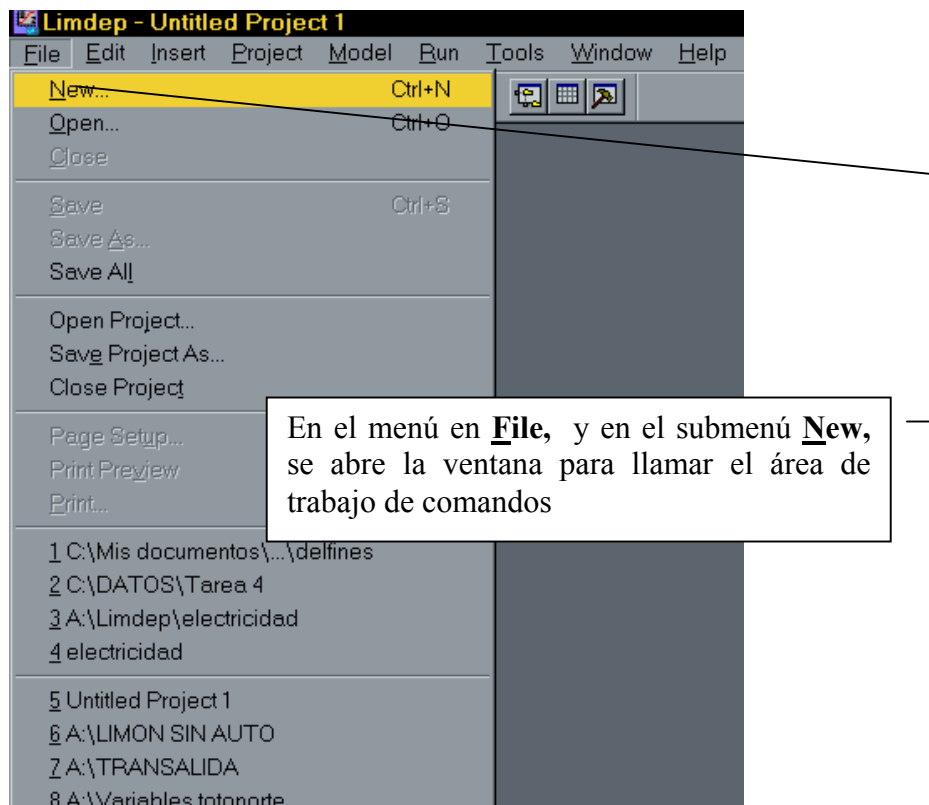 Limdep - Untitled Project 1
File Edit Insert Project Model Run Tools Window Help
New... Ctrl+N
Open... Ctrl+O
Close
Save Ctrl+S
Save As...
Save All
Open Project...
Save Project As...
Close Project
Page Setup...
Print Preview
Print...
En el menú en File, y en el submenú New,
se abre la ventana para llamar el área de
trabajo de comandos
1 C:\Mis documentos\...\delfines
2 C:\DATOS\Tarea 4
3 A:\Limdep\electricidad
4 electricidad
5 Untitled Project 1
6 A:\LIMON SIN AUTO
7 A:\TRANSALIDA
8 A:\Variables totonorte